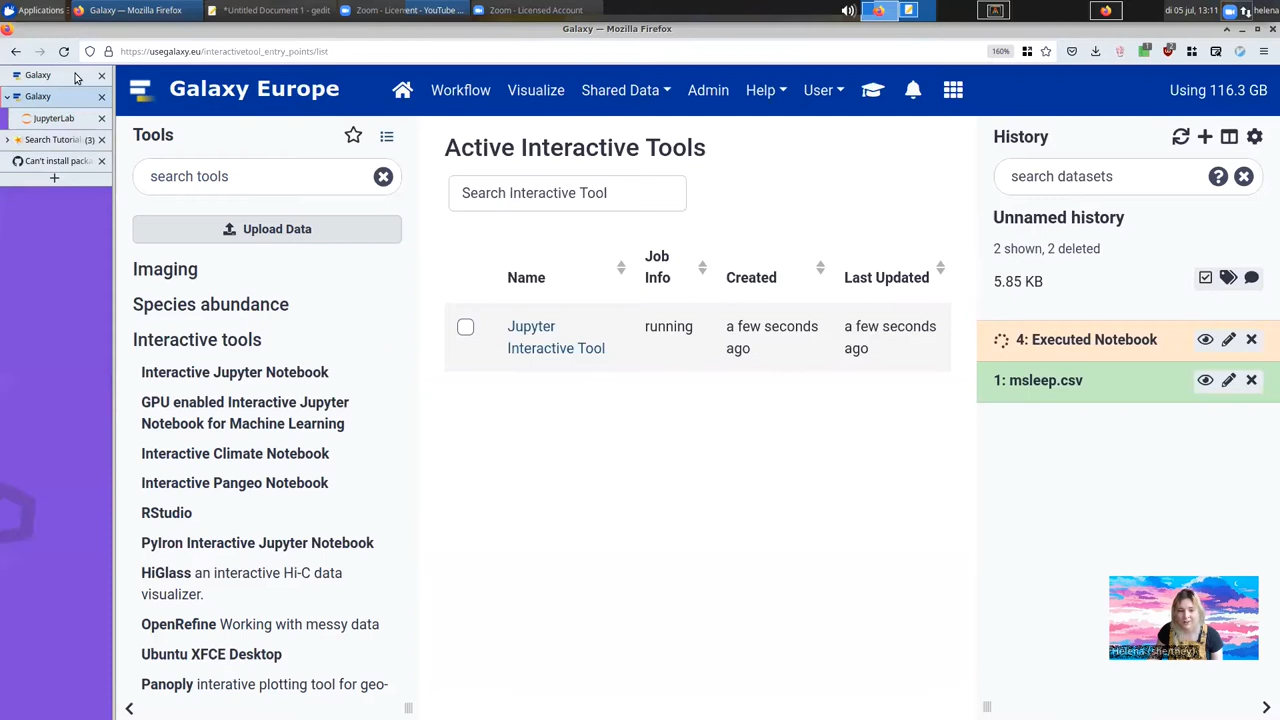 Applications
Galaxy — Mozilla Firefox
*Untitled Document 1 - gedit
Zoom - Licen
ent - YouTube ...
Zoom - Licensed Account
di 05 jul, 13:11
helena
Galaxy — Mozilla Firefox
https://usegalaxy.eu/interactivetool_entry_points/list
160%
Galaxy
Galaxy
JupyterLab
Search Tutorial (3)
Can't install packa
Galaxy Europe
Workflow
Visualize
Shared Data
Admin
Help
User
Using 116.3 GB
Tools
search tools
Upload Data
Imaging
Species abundance
Interactive tools
Interactive Jupyter Notebook
GPU enabled Interactive Jupyter
Notebook for Machine Learning
Interactive Climate Notebook
Interactive Pangeo Notebook
RStudio
PyIron Interactive Jupyter Notebook
HiGlass an interactive Hi-C data
visualizer.
OpenRefine Working with messy data
Ubuntu XFCE Desktop
Panoply interative plotting tool for geo-
Active Interactive Tools
Search Interactive Tool
Name
Job
Info
Created
Last Updated
Jupyter
Interactive Tool
running
a few seconds
ago
a few seconds
ago
History
search datasets
Unnamed history
2 shown, 2 deleted
5.85 KB
4: Executed Notebook
1: msleep.csv
Helena (she/they)